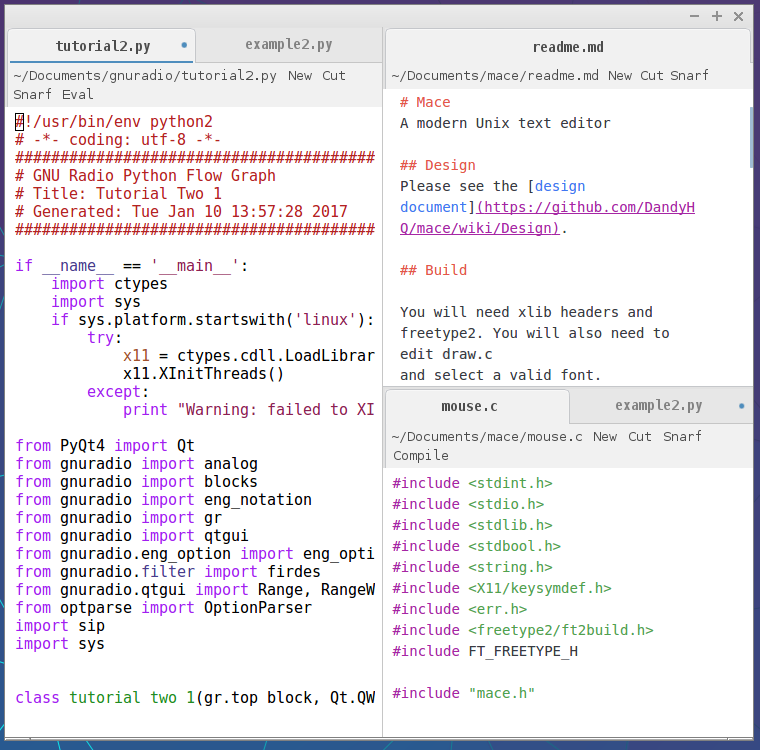 tutorial2.py
example2.py
~/Documents/gnuradio/tutorial2.py New Cut
Snarf Eval
#!/usr/bin/env python2
# -*- coding: utf-8 -*-
########################################
# GNU Radio Python Flow Graph
# Title: Tutorial Two 1
# Generated: Tue Jan 10 13:57:28 2017
########################################
if __name__ == '__main__':
    import ctypes
    import sys
    if sys.platform.startswith('linux'):
        try:
            x11 = ctypes.cdll.LoadLibrar
            x11.XInitThreads()
        except:
            print "Warning: failed to XI
from PyQt4 import Qt
from gnuradio import analog
from gnuradio import blocks
from gnuradio import eng_notation
from gnuradio import gr
from gnuradio import qtgui
from gnuradio.eng_option import eng_opti
from gnuradio.filter import firdes
from gnuradio.qtgui import Range, RangeW
from optparse import OptionParser
import sip
import sys
class tutorial two 1(gr.top block, Qt.QW
readme.md
~/Documents/mace/readme.md New Cut Snarf
# Mace
A modern Unix text editor
## Design
Please see the [design
document](https://github.com/DandyH
Q/mace/wiki/Design).
## Build
You will need xlib headers and
freetype2. You will also need to
edit draw.c
and select a valid font.
mouse.c
example2.py
~/Documents/mace/mouse.c New Cut Snarf
Compile
#include <stdint.h>
#include <stdio.h>
#include <stdlib.h>
#include <stdbool.h>
#include <string.h>
#include <X11/keysymdef.h>
#include <err.h>
#include <freetype2/ft2build.h>
#include FT_FREETYPE_H
#include "mace.h"